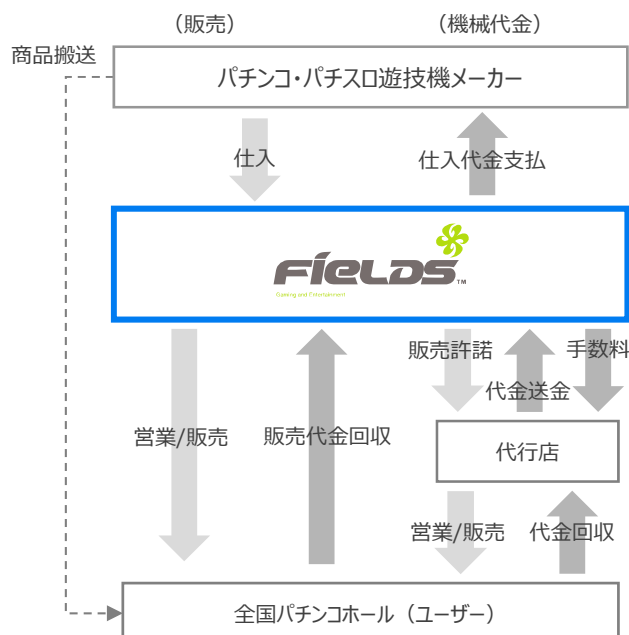 （販売）
（機械代金）
商品搬送
パチンコ・パチスロ遊技機メーカー
仕入
仕入代金支払
FIELDS™
Gaming and Entertainment
販売許諾
手数料
代金送金
営業/販売
販売代金回収
代行店
営業/販売
代金回収
全国パチンコホール（ユーザー）